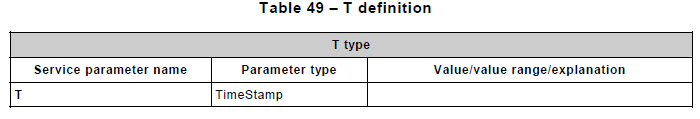 Table 49 – T definition
T type
Service parameter name Parameter type Value/value range/explanation
T TimeStamp